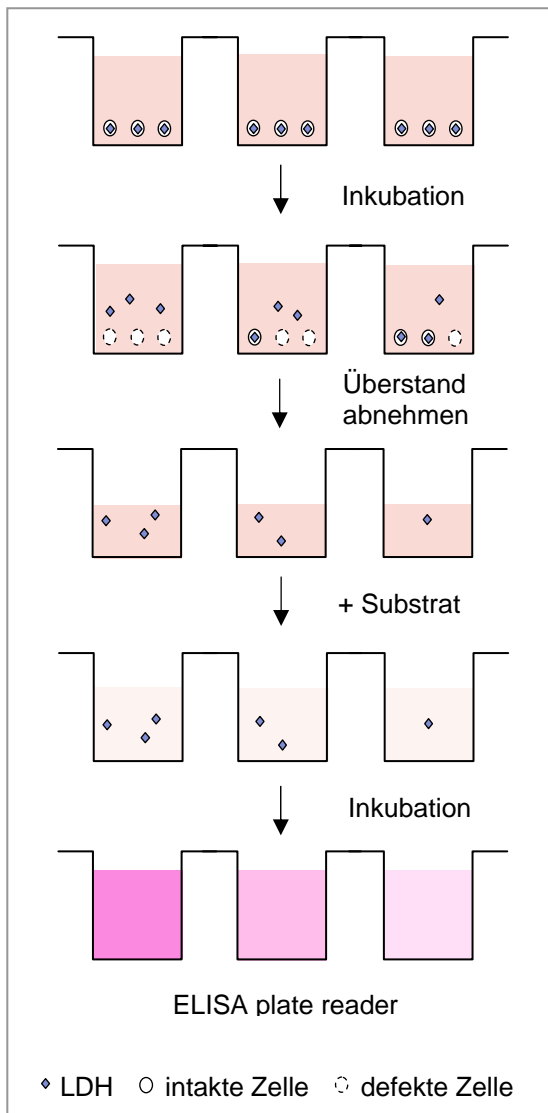 Inkubation
Überstand
abnehmen
+ Substrat
Inkubation
ELISA plate reader
LDH intakte Zelle defekte Zelle